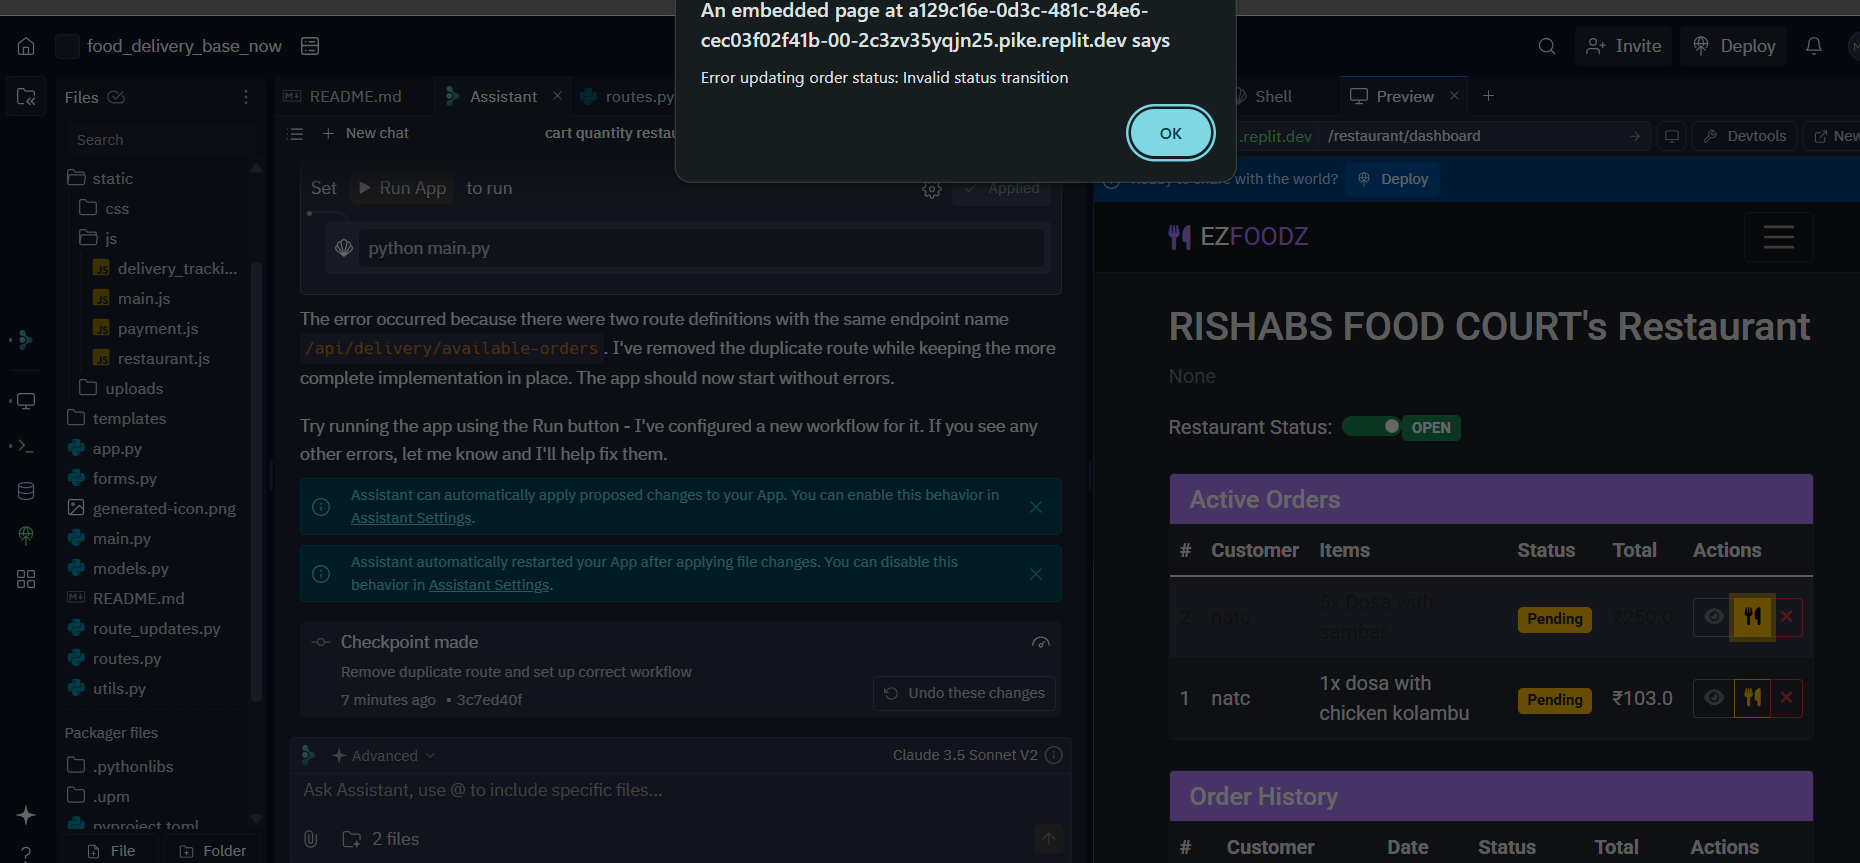 An embedded page at a129c16e-0d3c-481c-84e6-
cec03f02f41b-00-2c3zv35yqjn25.pike.replit.dev says
Error updating order status: Invalid status transition
OK
food_delivery_base_now
Invite
Deploy
Files
Search
static
css
js
delivery_tracki...
main.js
payment.js
restaurant.js
uploads
templates
app.py
forms.py
generated-icon.png
main.py
models.py
README.md
route_updates.py
routes.py
utils.py
Packager files
.pythonlibs
.upm
pyproject.toml
File
Folder
README.md
Assistant
routes.py
New chat
cart quantity restau
Set
Run App
to run
Applied
python main.py
The error occurred because there were two route definitions with the same endpoint name
/api/delivery/available-orders. I've removed the duplicate route while keeping the more
complete implementation in place. The app should now start without errors.
Try running the app using the Run button - I've configured a new workflow for it. If you see any
other errors, let me know and I'll help fix them.
Assistant can automatically apply proposed changes to your App. You can enable this behavior in
Assistant Settings.
Assistant automatically restarted your App after applying file changes. You can disable this
behavior in Assistant Settings.
Checkpoint made
Remove duplicate route and set up correct workflow
7 minutes ago • 3c7ed40f
Undo these changes
Advanced
Claude 3.5 Sonnet V2
Ask Assistant, use @ to include specific files...
2 files
Shell
Preview
.replit.dev
/restaurant/dashboard
Devtools
New
Ready to share with the world?
Deploy
EZFOODZ
RISHABS FOOD COURT's Restaurant
None
Restaurant Status:
OPEN
Active Orders
# Customer Items Status Total Actions
2 natc 5x Dosa with sambar Pending ₹250.0
1 natc 1x dosa with chicken kolambu Pending ₹103.0
Order History
# Customer Date Status Total Actions